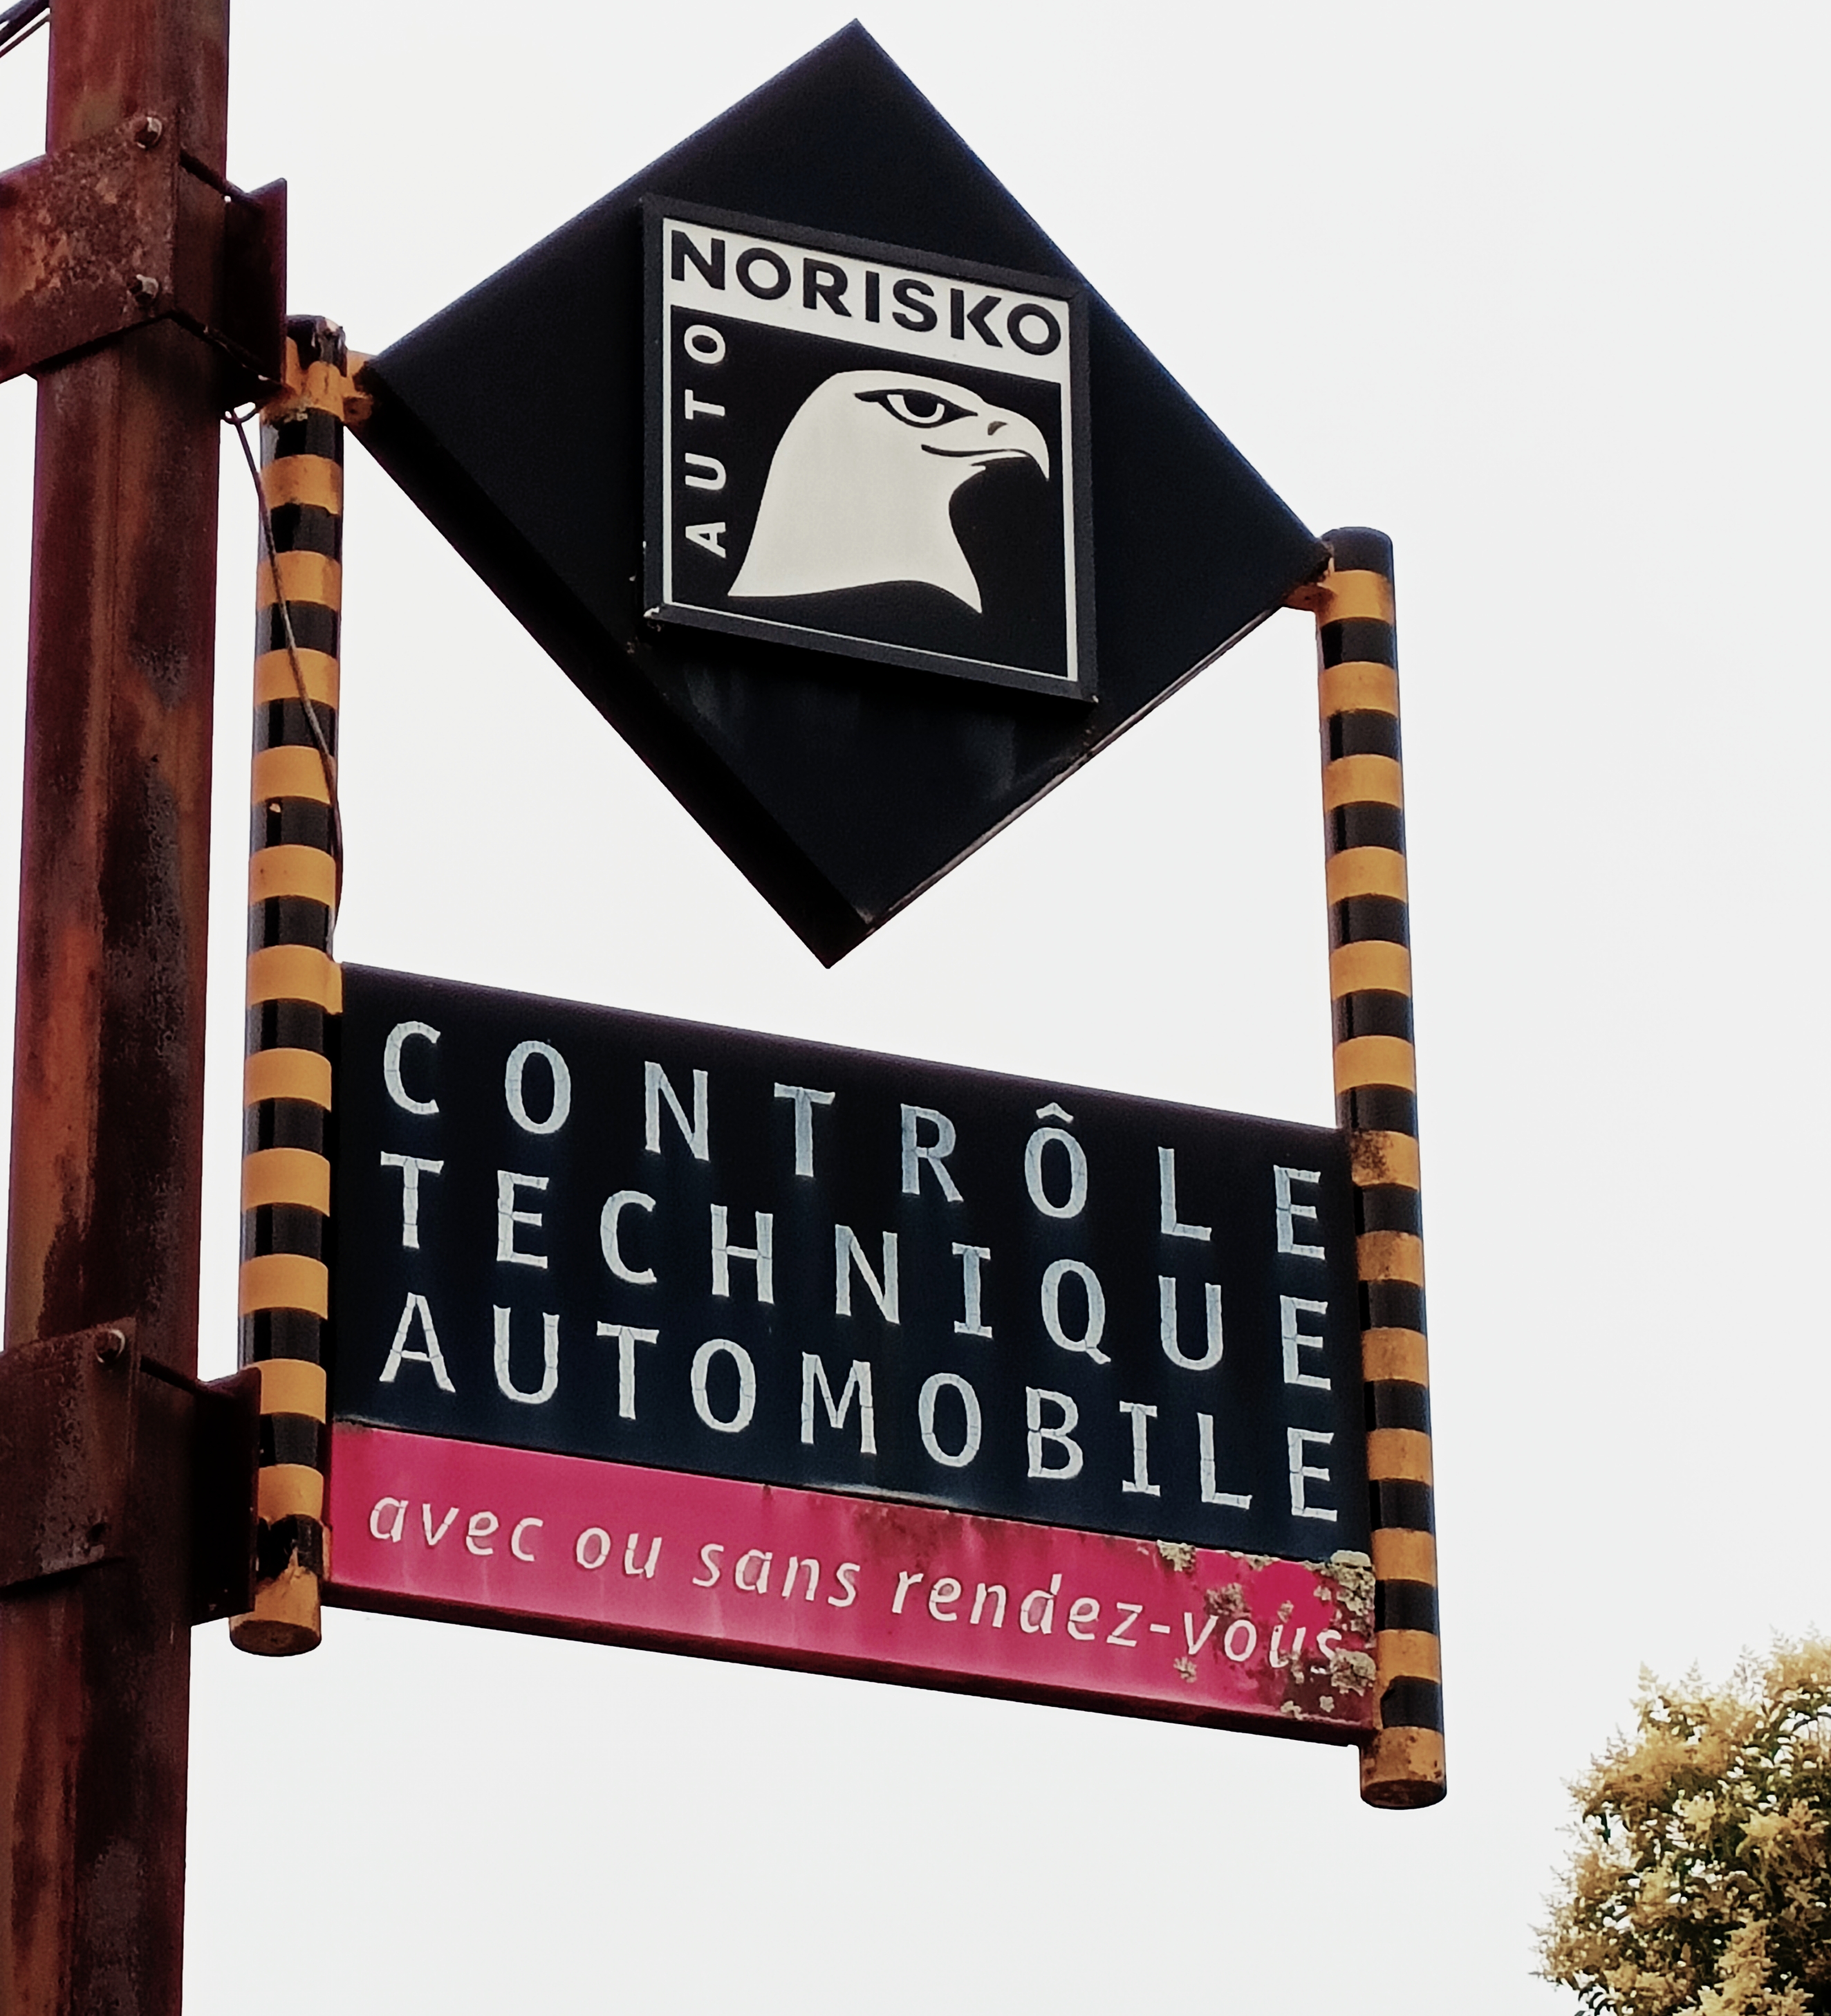 NORISKO
AUTO
CONTRÔLE
TECHNIQUE
AUTOMOBILE
avec ou sans rendez-vous